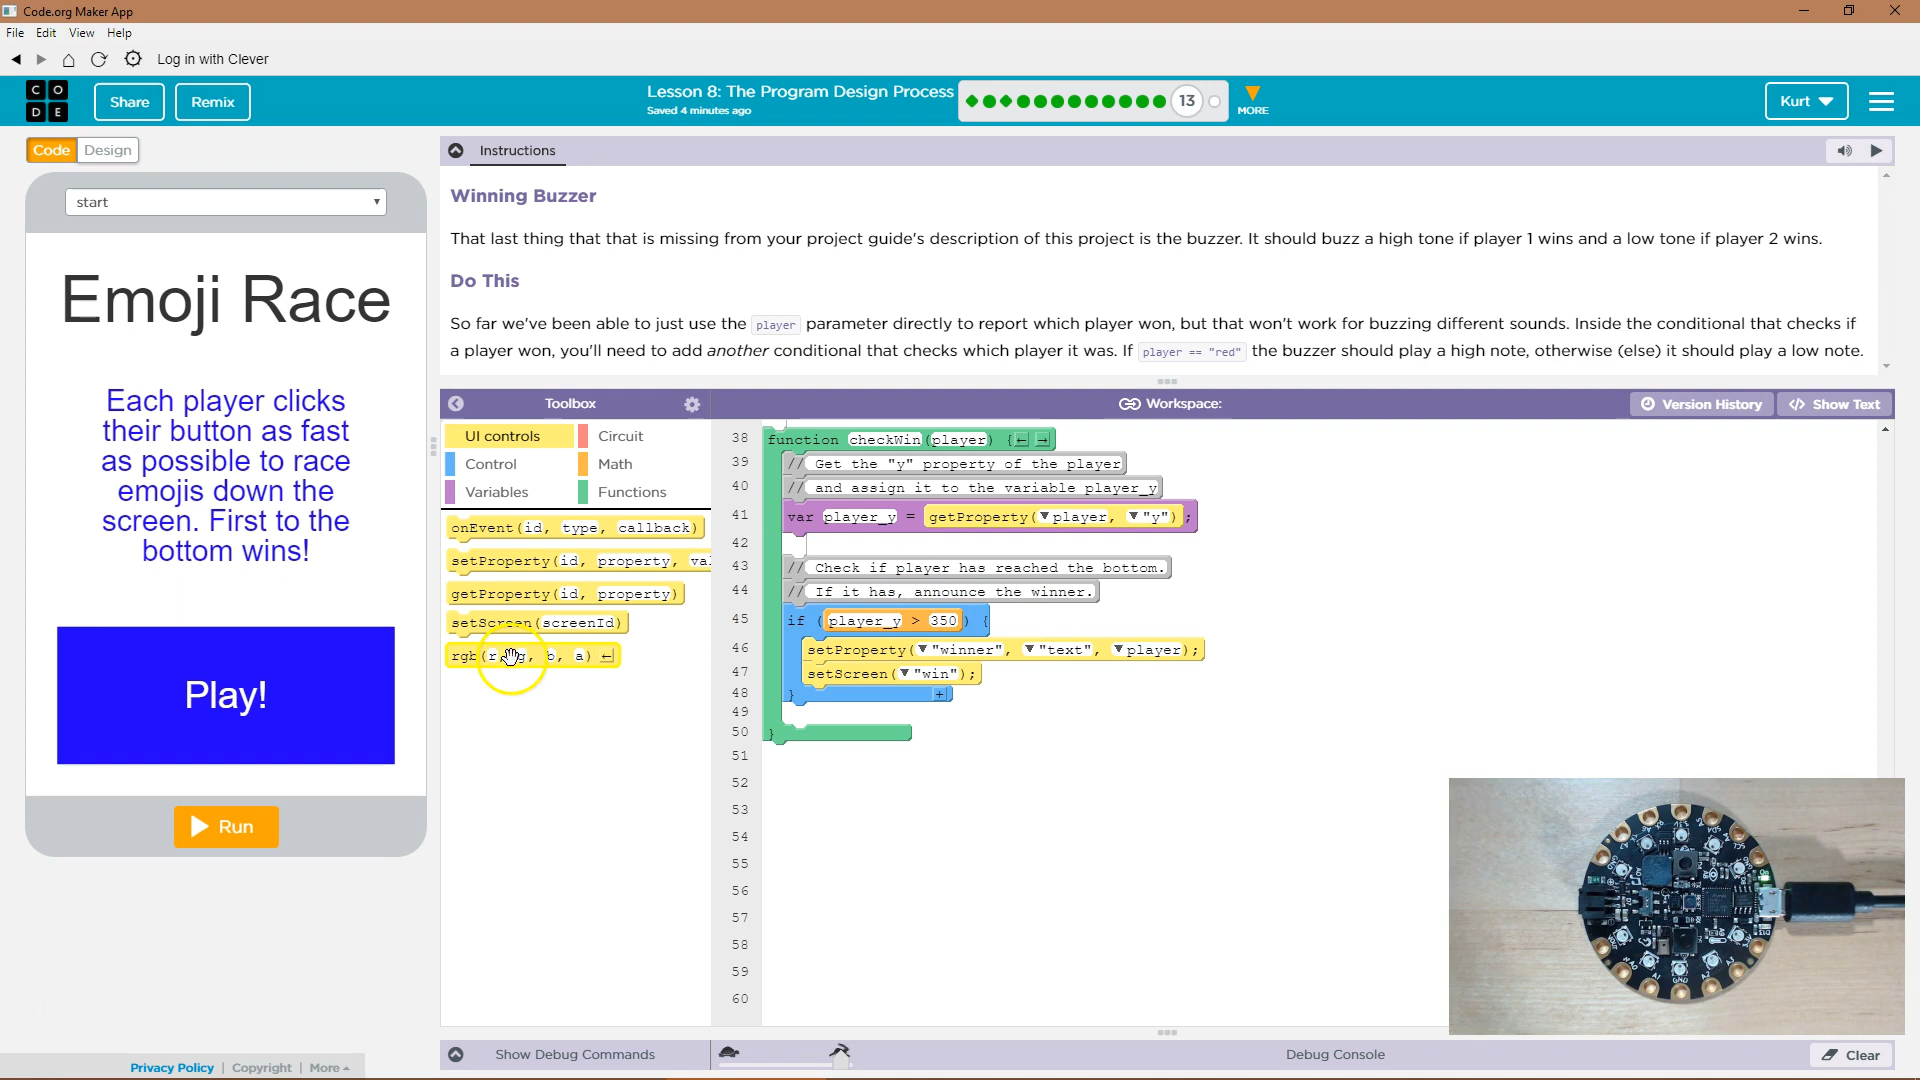 Code.org Maker App
File Edit View Help
Log in with Clever
C O D E
Share
Remix
Lesson 8: The Program Design Process
Saved 4 minutes ago
13
MORE
Kurt
Code
Design
start
Emoji Race
Each player clicks
their button as fast
as possible to race
emojis down the
screen. First to the
bottom wins!
Play!
Run
Privacy Policy | Copyright | More
Instructions
Winning Buzzer
That last thing that that is missing from your project guide's description of this project is the buzzer. It should buzz a high tone if player 1 wins and a low tone if player 2 wins.
Do This
So far we've been able to just use the player parameter directly to report which player won, but that won't work for buzzing different sounds. Inside the conditional that checks if
a player won, you'll need to add another conditional that checks which player it was. If player == "red" the buzzer should play a high note, otherwise (else) it should play a low note.
Toolbox
Workspace:
Version History
Show Text
UI controls
Circuit
Control
Math
Variables
Functions
onEvent(id, type, callback)
setProperty(id, property, val
getProperty(id, property)
setScreen(screenId)
rgb(r, g, b, a)
38 function checkWin(player) {
39 // Get the "y" property of the player
40 // and assign it to the variable player_y
41 var player_y = getProperty(player, "y");
42
43 // Check if player has reached the bottom.
44 // If it has, announce the winner.
45 if (player_y > 350) {
46 setProperty("winner", "text", player);
47 setScreen("win");
48 }
49
50 }
51
52
53
54
55
56
57
58
59
60
Show Debug Commands
Debug Console
Clear